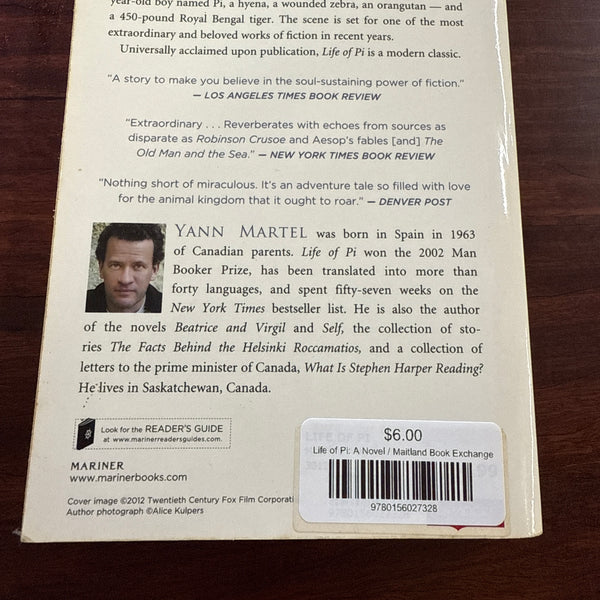 year-old boy named Pi, a hyena, a wounded zebra, an orangutan — and
a 450-pound Royal Bengal tiger. The scene is set for one of the most
extraordinary and beloved works of fiction in recent years.
Universally acclaimed upon publication, Life of Pi is a modern classic.
“A story to make you believe in the soul-sustaining power of fiction.”
— LOS ANGELES TIMES BOOK REVIEW
“Extraordinary . . . Reverberates with echoes from sources as
disparate as Robinson Crusoe and Aesop’s fables [and] The
Old Man and the Sea.” — NEW YORK TIMES BOOK REVIEW
“Nothing short of miraculous. It’s an adventure tale so filled with love
for the animal kingdom that it ought to roar.” — DENVER POST
YANN MARTEL was born in Spain in 1963
of Canadian parents. Life of Pi won the 2002 Man
Booker Prize, has been translated into more than
forty languages, and spent fifty-seven weeks on the
New York Times bestseller list. He is also the author
of the novels Beatrice and Virgil and Self, the collection of sto-
ries The Facts Behind the Helsinki Roccamatios, and a collection of
letters to the prime minister of Canada, What Is Stephen Harper Reading?
He lives in Saskatchewan, Canada.
Look for the READER’S GUIDE
at www.marinerreadersguides.com.
MARINER
www.marinerbooks.com
Cover image ©2012 Twentieth Century Fox Film Corporati
Author photograph ©Alice Kuipers
LIFE OF PI
$6.00
Life of Pi: A Novel / Maitland Book Exchange
9780156027328